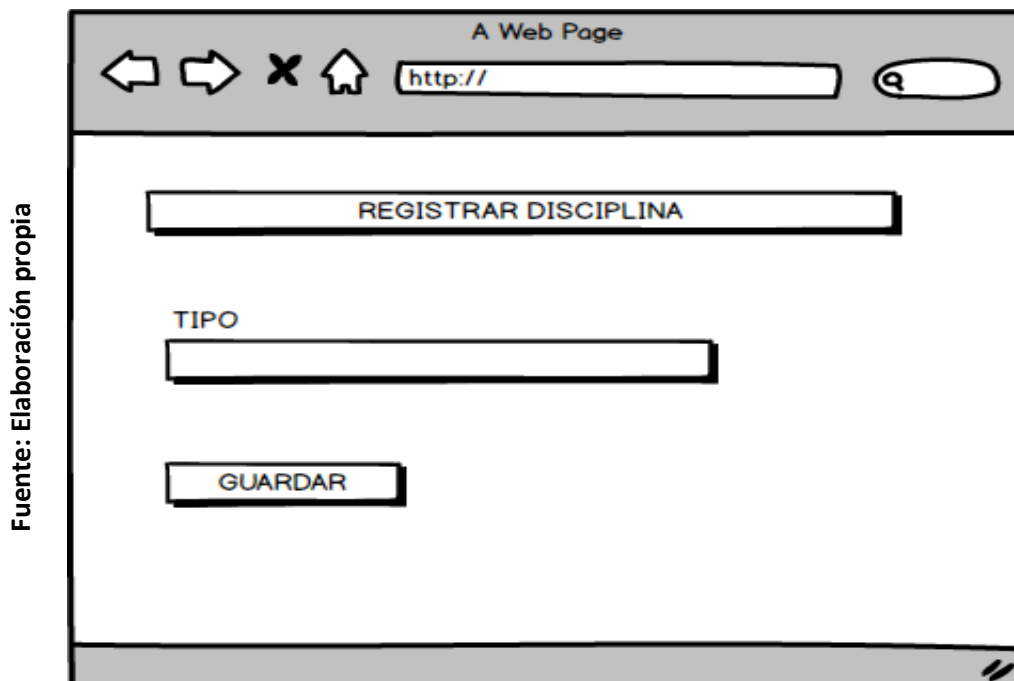 A Web Page
http://
REGISTRAR DISCIPLINA
TIPO
GUARDAR
Fuente: Elaboración propia